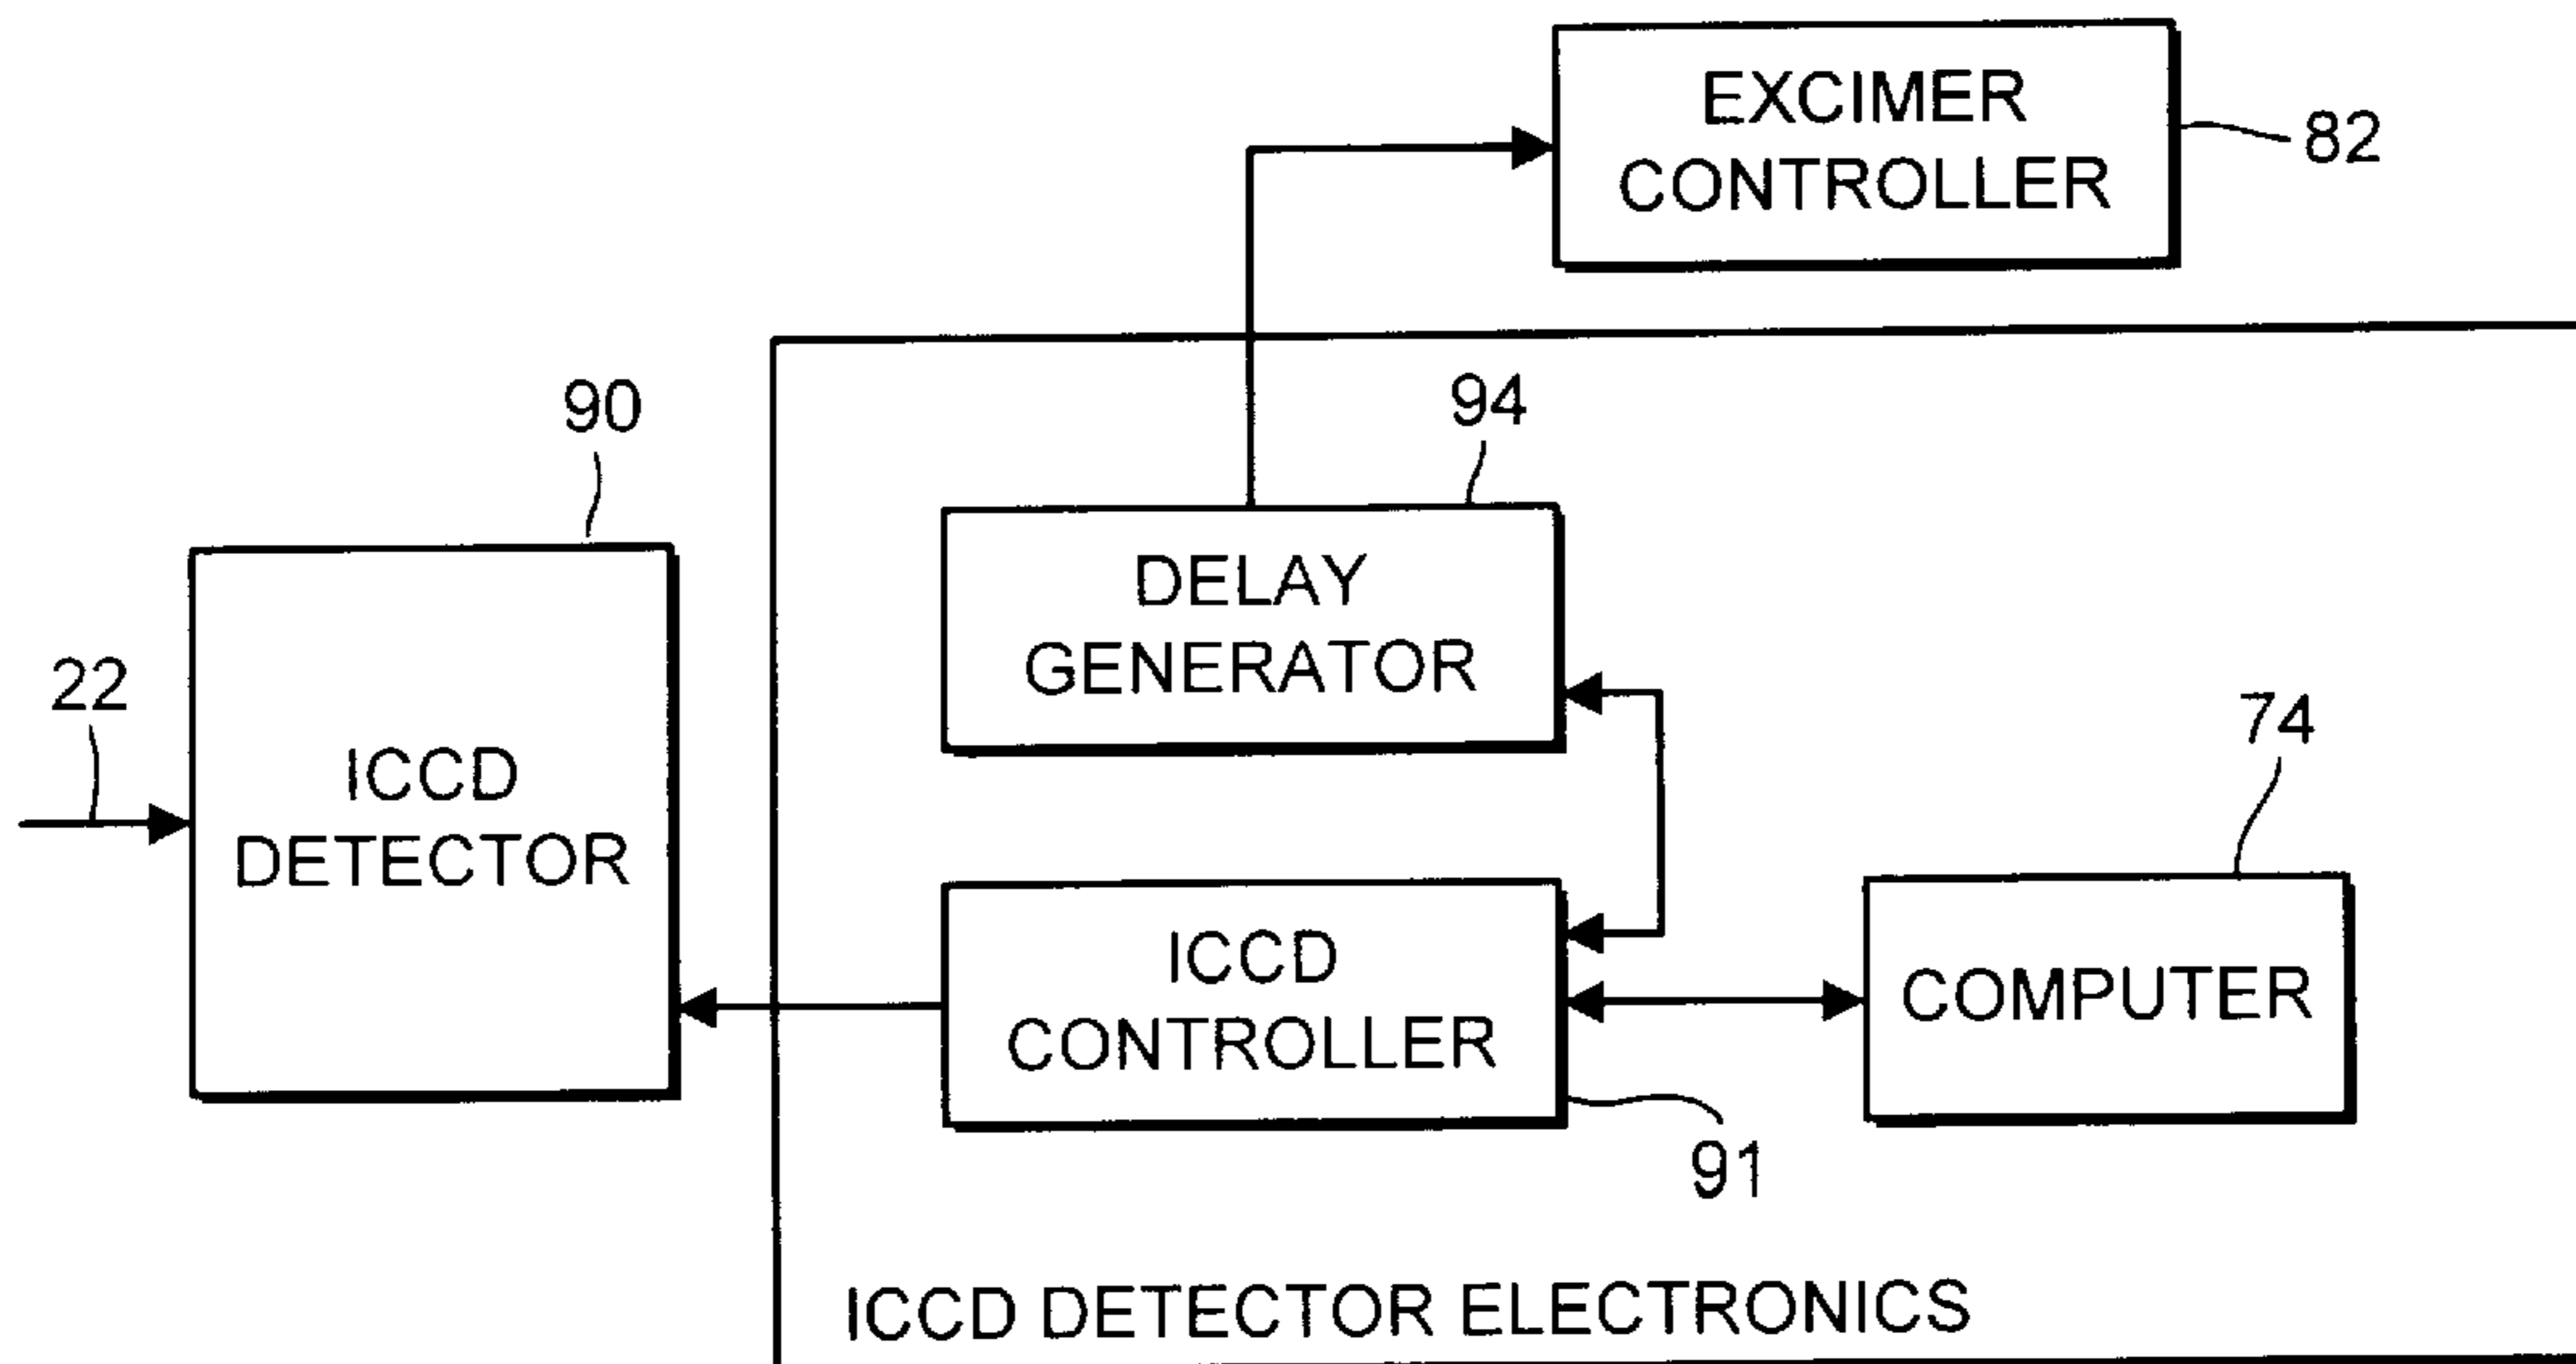 EXCIMER
CONTROLLER
82
90
94
DELAY
GENERATOR
22
ICCD
DETECTOR
74
ICCD
CONTROLLER
COMPUTER
91
ICCD DETECTOR ELECTRONICS